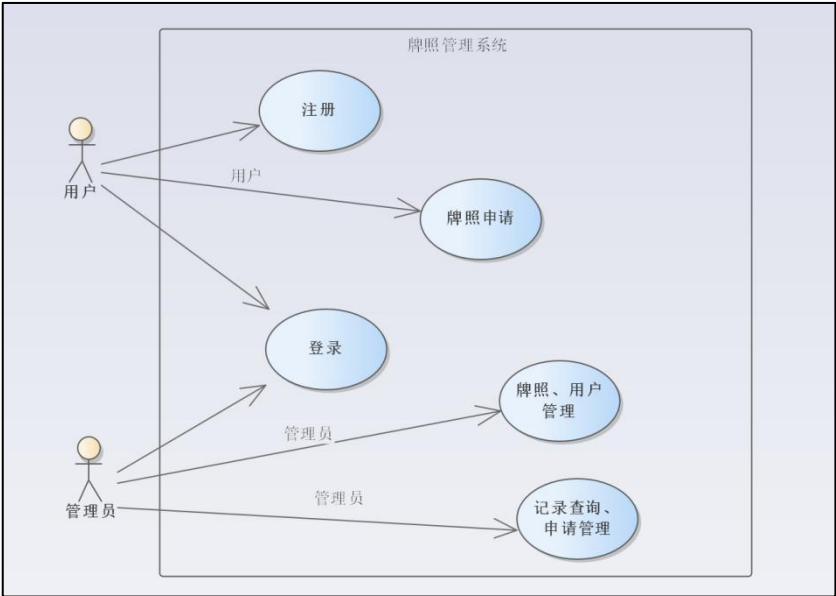 牌照管理系统
注册
用户
用户
牌照申请
登录
牌照、用户
管理
管理员
管理员
管理员
记录查询、
申请管理